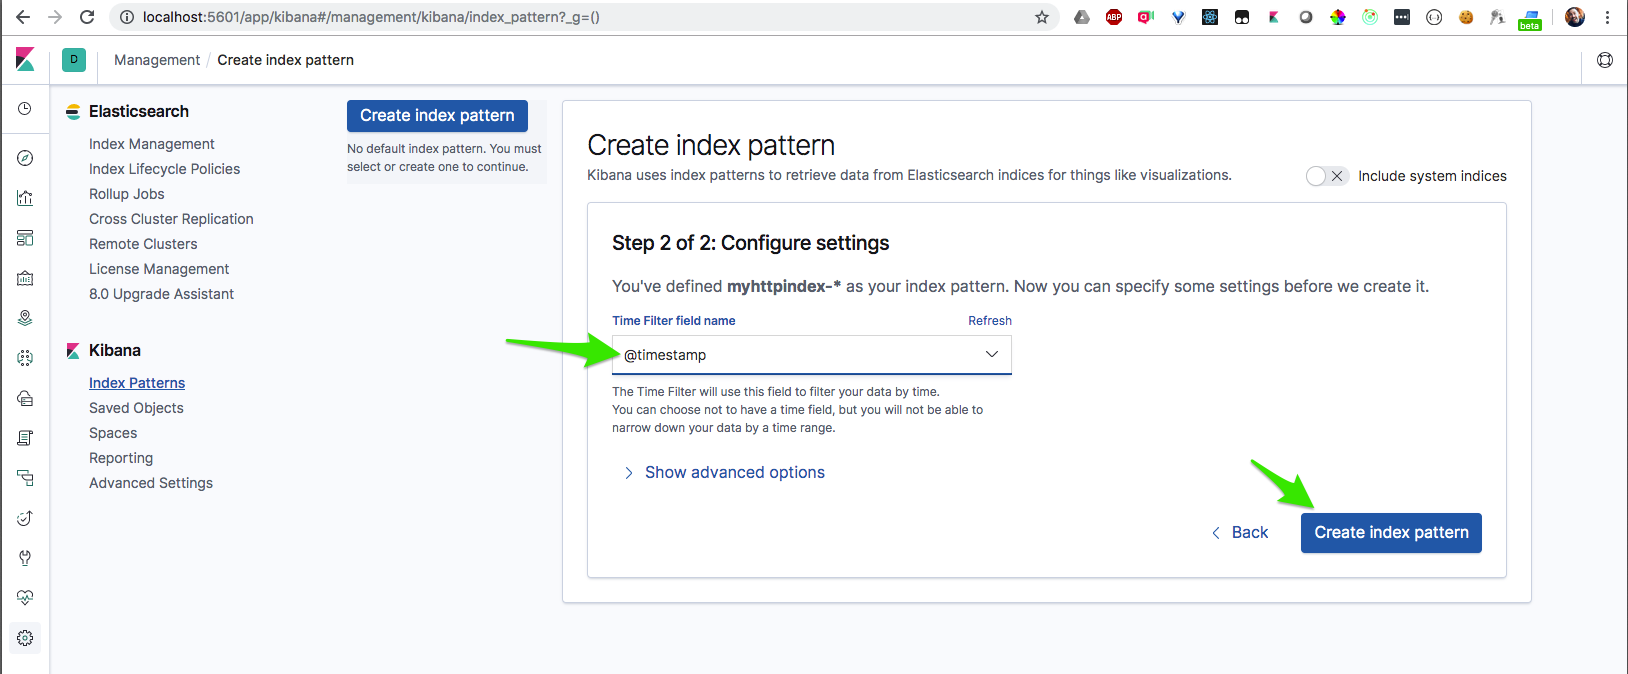 localhost:5601/app/kibana#/management/kibana/index_pattern?_g=()
ABP
beta
D
Management / Create index pattern
Elasticsearch
Index Management
Index Lifecycle Policies
Rollup Jobs
Cross Cluster Replication
Remote Clusters
License Management
8.0 Upgrade Assistant
Kibana
Index Patterns
Saved Objects
Spaces
Reporting
Advanced Settings
Create index pattern
No default index pattern. You must
select or create one to continue.
Create index pattern
Kibana uses index patterns to retrieve data from Elasticsearch indices for things like visualizations.
Include system indices
Step 2 of 2: Configure settings
You've defined myhttpindex-* as your index pattern. Now you can specify some settings before we create it.
Time Filter field name
Refresh
@timestamp
The Time Filter will use this field to filter your data by time.
You can choose not to have a time field, but you will not be able to
narrow down your data by a time range.
Show advanced options
Back
Create index pattern